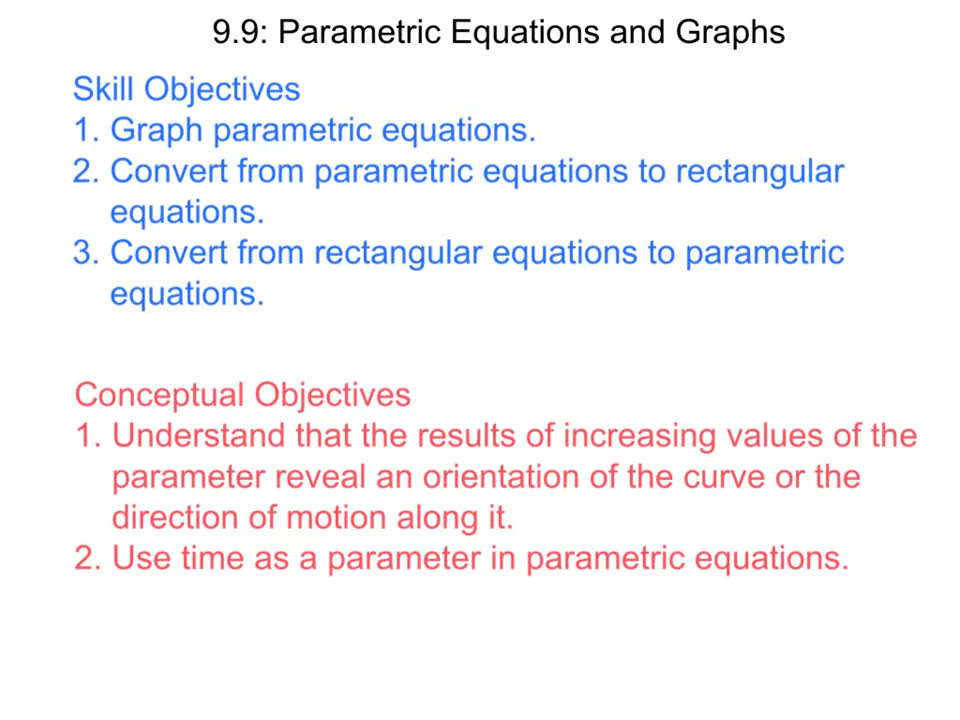 9.9: Parametric Equations and Graphs
Skill Objectives
1. Graph parametric equations.
2. Convert from parametric equations to rectangular
equations.
3. Convert from rectangular equations to parametric
equations.
Conceptual Objectives
1. Understand that the results of increasing values of the
parameter reveal an orientation of the curve or the
direction of motion along it.
2. Use time as a parameter in parametric equations.